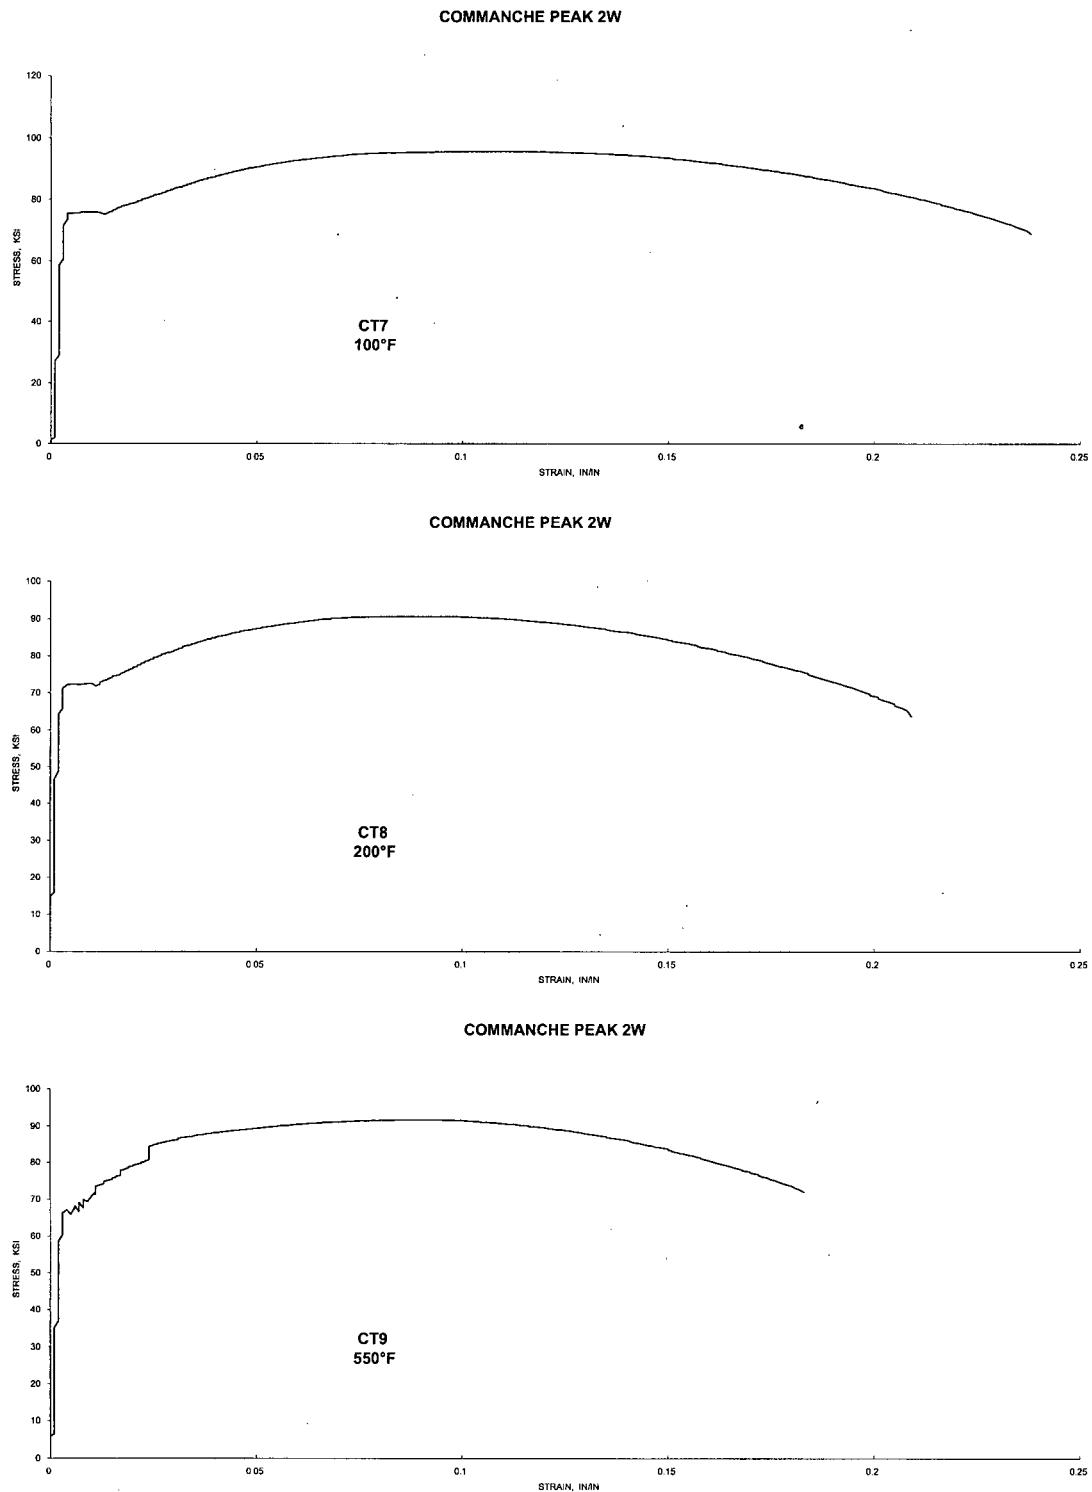 COMMANCHE PEAK 2W
120
100
80
60
40
20
0
STRESS, KSI
CT7
100°F
0 0.05 0.1 0.15 0.2 0.25
STRAIN, IN/IN
COMMANCHE PEAK 2W
100
90
80
70
60
50
40
30
20
10
0
STRESS, KSI
CT8
200°F
0 0.05 0.1 0.15 0.2 0.25
STRAIN, IN/IN
COMMANCHE PEAK 2W
100
90
80
70
60
50
40
30
20
10
0
STRESS, KSI
CT9
550°F
0 0.05 0.1 0.15 0.2 0.25
STRAIN, IN/IN